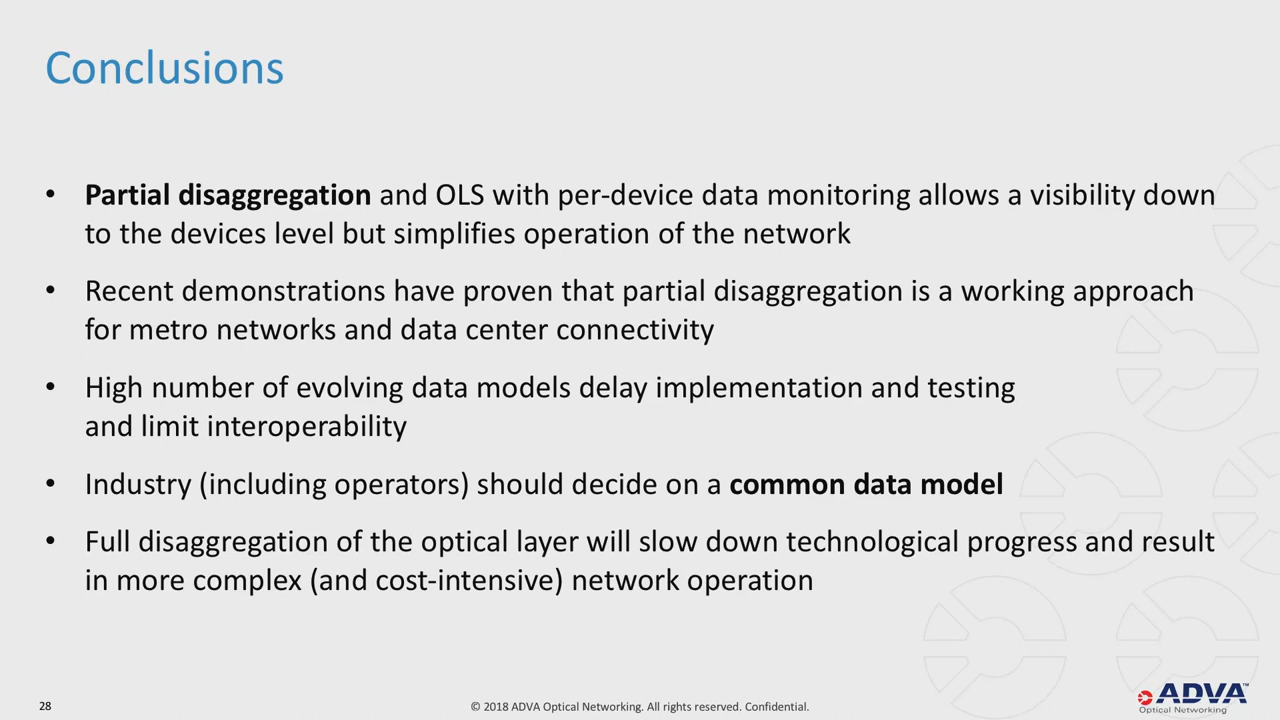 Conclusions
• Partial disaggregation and OLS with per-device data monitoring allows a visibility down
to the devices level but simplifies operation of the network
• Recent demonstrations have proven that partial disaggregation is a working approach
for metro networks and data center connectivity
• High number of evolving data models delay implementation and testing
and limit interoperability
• Industry (including operators) should decide on a common data model
• Full disaggregation of the optical layer will slow down technological progress and result
in more complex (and cost-intensive) network operation
28
© 2018 ADVA Optical Networking. All rights reserved. Confidential.
ADVA™
Optical Networking